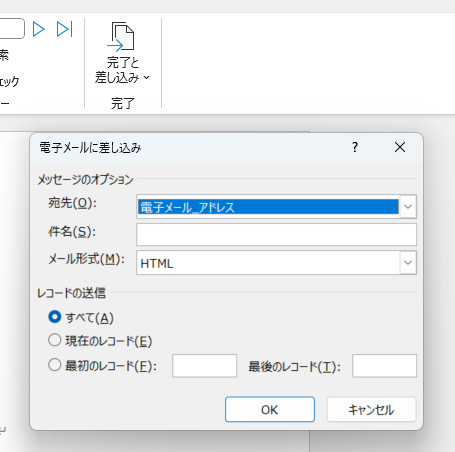 索
ェック
ー
完了と
差し込み
完了
電子メールに差し込み
?
メッセージのオプション
宛先(O):
電子メール_アドレス
件名(S):
メール形式(M):
HTML
レコードの送信
すべて(A)
現在のレコード(E)
最初のレコード(F): 最後のレコード(T):
OK キャンセル